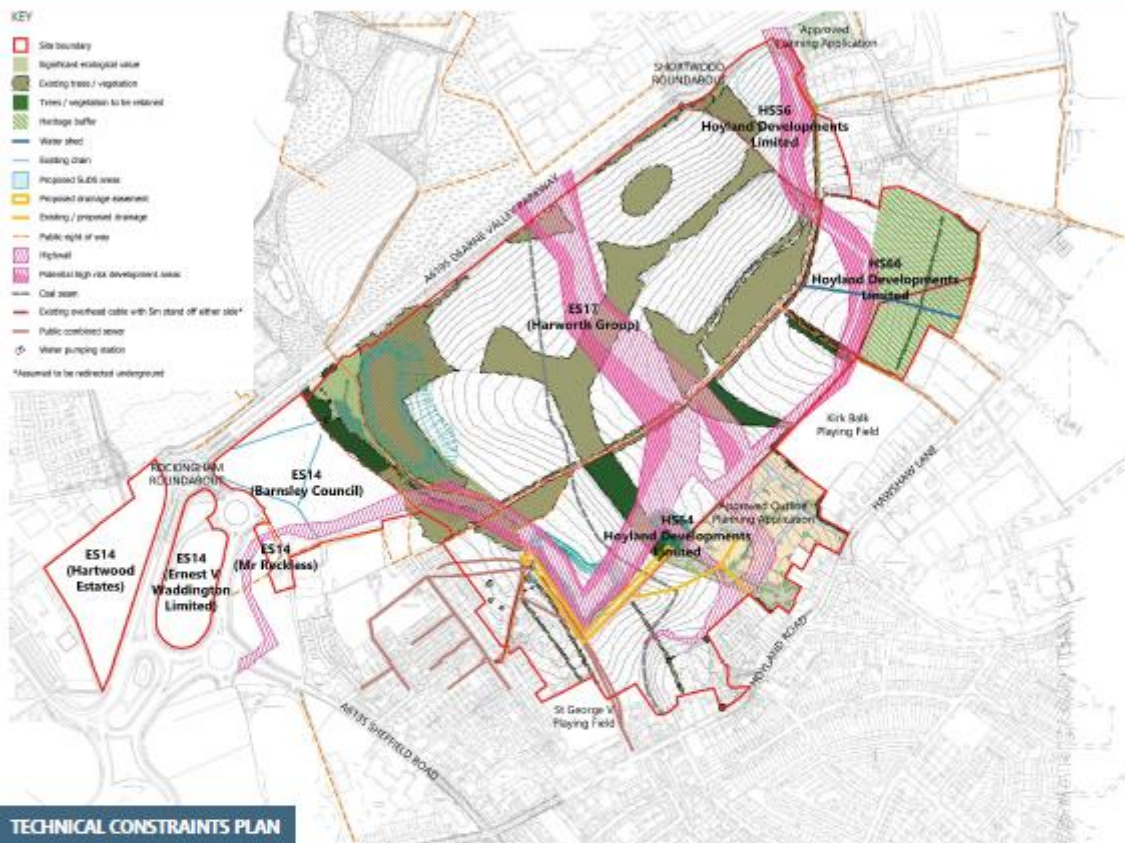 KEY
Site boundary
Significant ecological value
Existing trees / vegetation
Trees / vegetation to be retained
Heritage buffer
Water shed
Existing drain
Proposed SuDS areas
Proposed drainage easement
Existing / proposed drainage
Public right of way
Highwall
Potential high risk development areas
Coal seam
Existing overhead cable with 5m stand off either side*
Public combined sewer
Water pumping station
*Assumed to be redirected underground
Approved
Planning Application
SHORTWOOD
ROUNDABOUT
HS56
Hoyland Developments
Limited
A6195 DEARNE VALLEY PARKWAY
HS66
Hoyland Developments
Limited
ES17
(Harworth Group)
Kirk Balk
Playing Field
HAWSHAW LANE
ROCKINGHAM
ROUNDABOUT
ES14
(Barnsley Council)
Approved Outline
Planning Application
HS64
Hoyland Developments
Limited
ES14
(Hartwood
Estates)
ES14
(Ernest V
Waddington
Limited)
ES14
(Mr Reckless)
HOYLAND ROAD
St George V
Playing Field
A6135 SHEFFIELD ROAD
TECHNICAL CONSTRAINTS PLAN